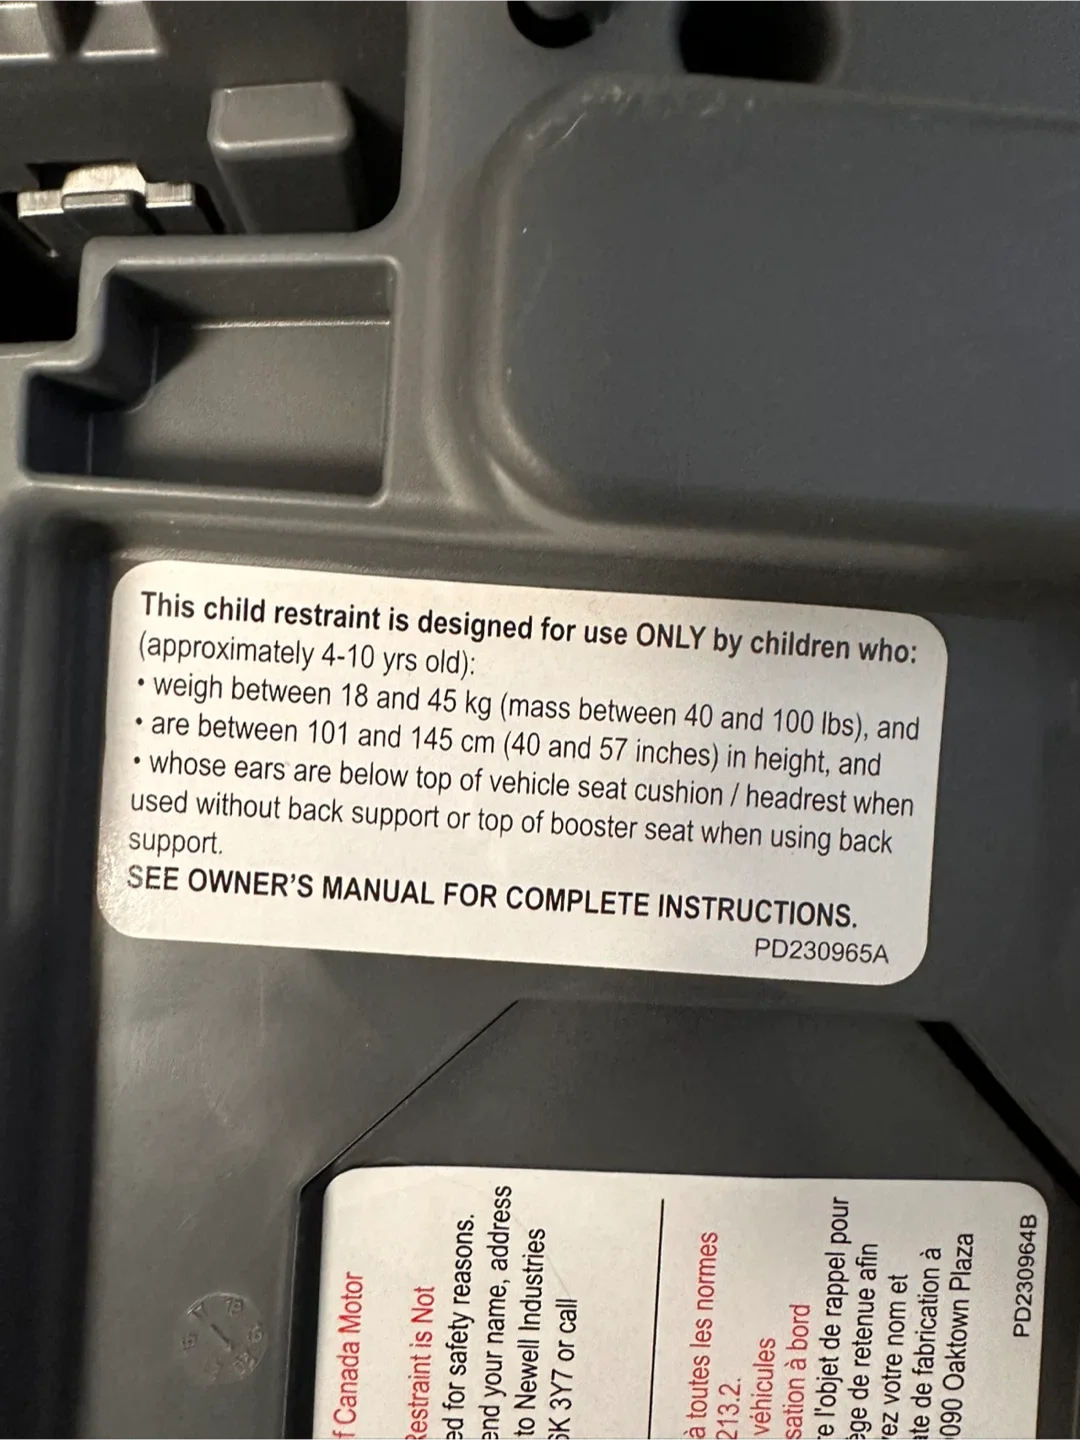 This child restraint is designed for use ONLY by children who:
(approximately 4-10 yrs old):
• weigh between 18 and 45 kg (mass between 40 and 100 lbs), and
• are between 101 and 145 cm (40 and 57 inches) in height, and
• whose ears are below top of vehicle seat cushion / headrest when
used without back support or top of booster seat when using back
support.
SEE OWNER'S MANUAL FOR COMPLETE INSTRUCTIONS.
PD230965A
f Canada Motor
Restraint is Not
ed for safety reasons.
end your name, address
to Newell Industries
6K 3Y7 or call
à toutes les normes
213.2.
véhicules
sation à bord
e l'objet de rappel pour
ège de retenue afin
ez votre nom et
ate de fabrication à
090 Oaktown Plaza
PD230964B